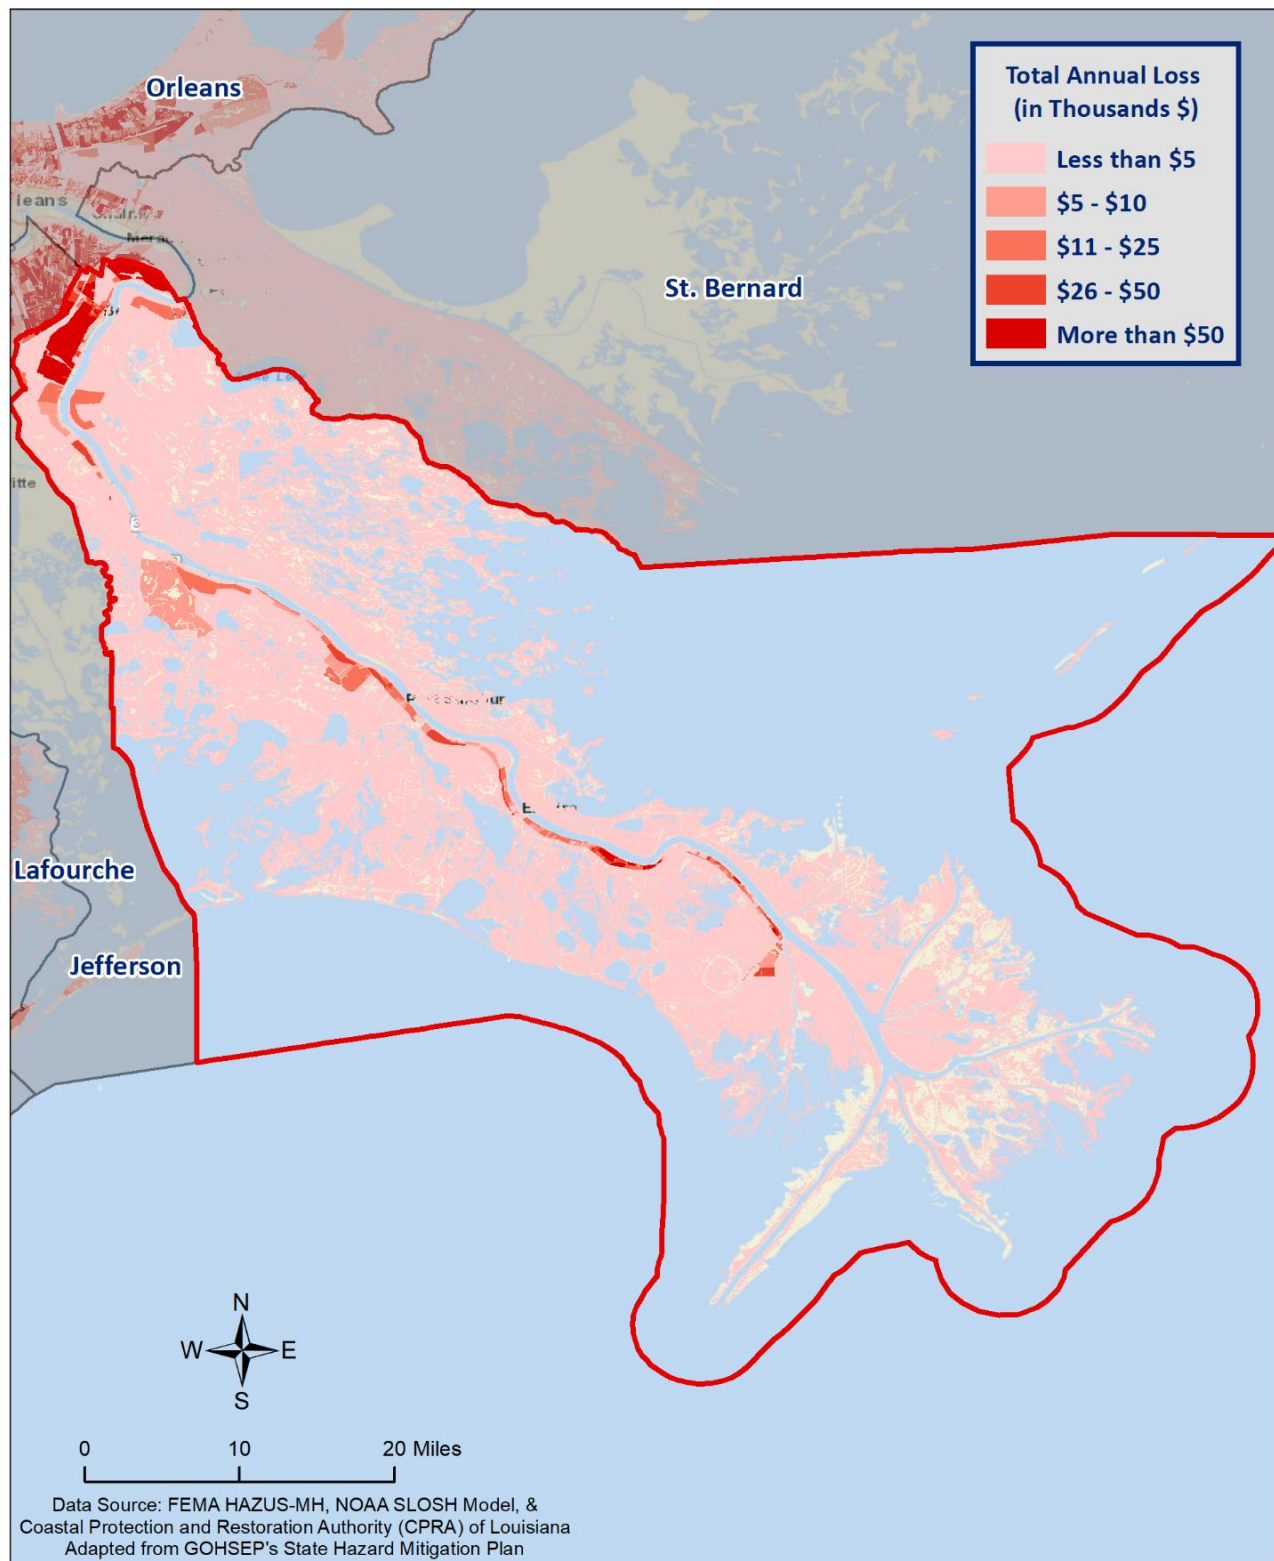 Orleans
Total Annual Loss
(in Thousands $)
Less than $5
$5 - $10
$11 - $25
$26 - $50
More than $50
St. Bernard
Lafourche
Jefferson
N
W
E
S
0 10 20 Miles
Data Source: FEMA HAZUS-MH, NOAA SLOSH Model, &
Coastal Protection and Restoration Authority (CPRA) of Louisiana
Adapted from GOHSEP's State Hazard Mitigation Plan